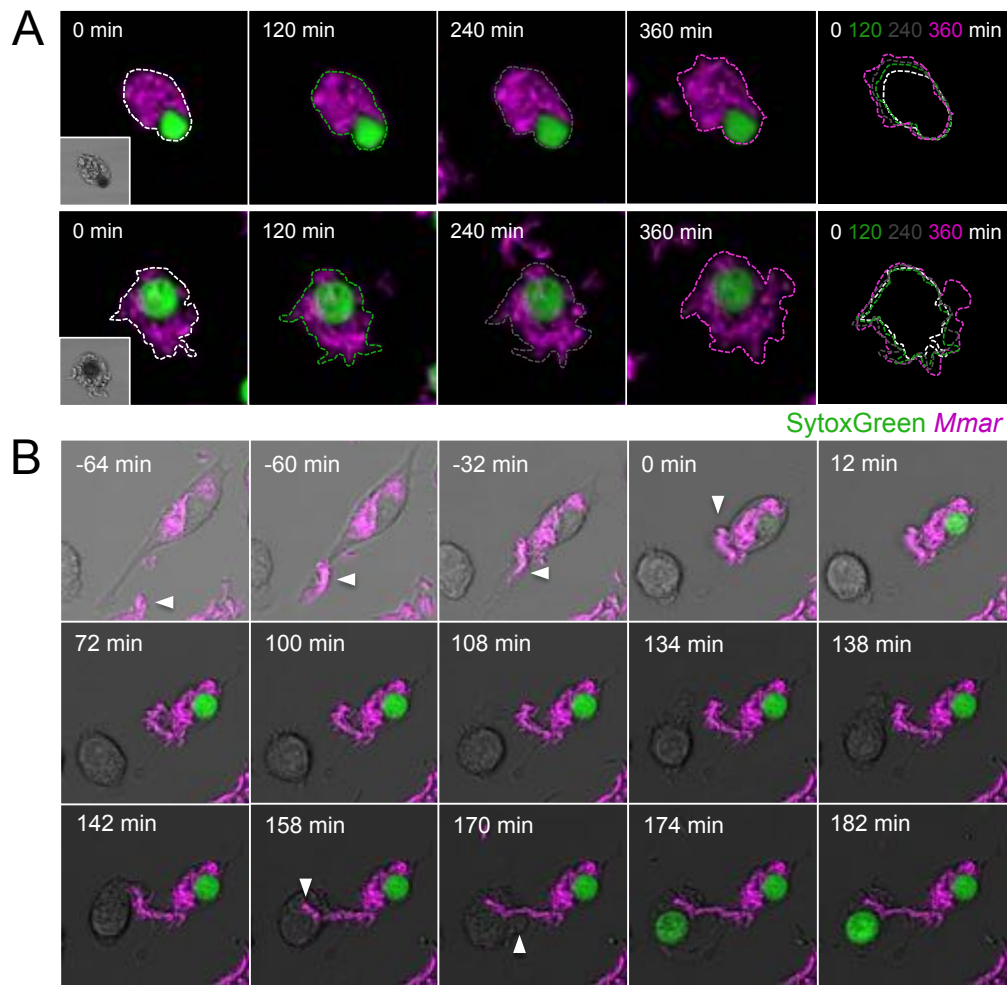 A
0 min 120 min 240 min 360 min 0 120 240 360 min
0 min 120 min 240 min 360 min 0 120 240 360 min
SytoxGreen Mmar
B
-64 min -60 min -32 min 0 min 12 min
72 min 100 min 108 min 134 min 138 min
142 min 158 min 170 min 174 min 182 min